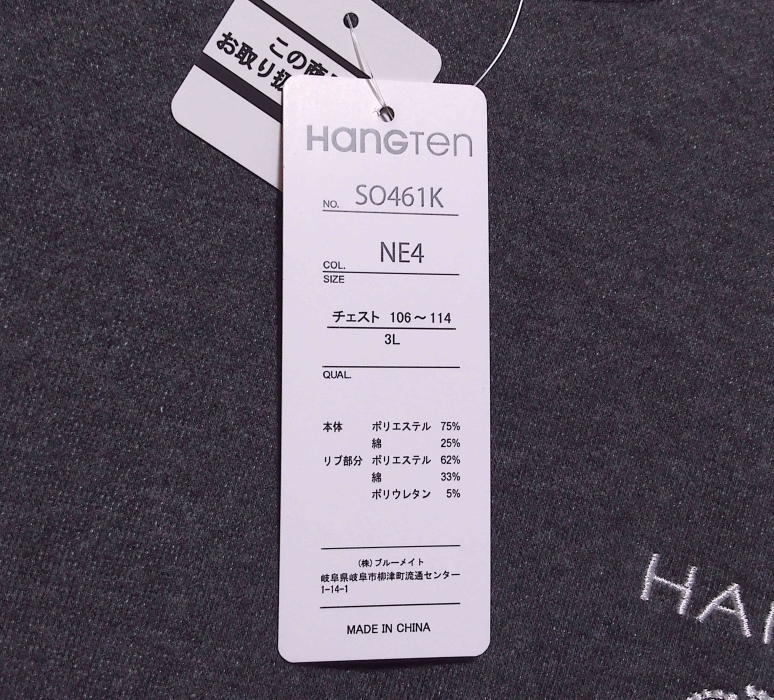 この商
お取り扱
HANGTEN
NO. SO461K
COL. NE4
SIZE
チェスト 106～114
3L
QUAL.
本体 ポリエステル 75%
綿 25%
リブ部分 ポリエステル 62%
綿 33%
ポリウレタン 5%
(株)ブルーメイト
岐阜県岐阜市柳津町流通センター
1-14-1
MADE IN CHINA
HA